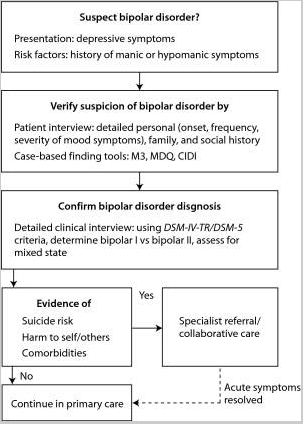 Suspect bipolar disorder?
Presentation: depressive symptoms
Risk factors: history of manic or hypomanic symptoms
Verify suspicion of bipolar disorder by
Patient interview: detailed personal (onset, frequency,
severity of mood symptoms), family, and social history
Case-based finding tools: M3, MDQ, CIDI
Confirm bipolar disorder disgnosis
Detailed clinical interview: using DSM-IV-TR/DSM-5
criteria, determine bipolar I vs bipolar II, assess for
mixed state
Evidence of
Suicide risk
Harm to self/others
Comorbidities
Yes
Specialist referral/
collaborative care
No
Continue in primary care
Acute symptoms
resolved